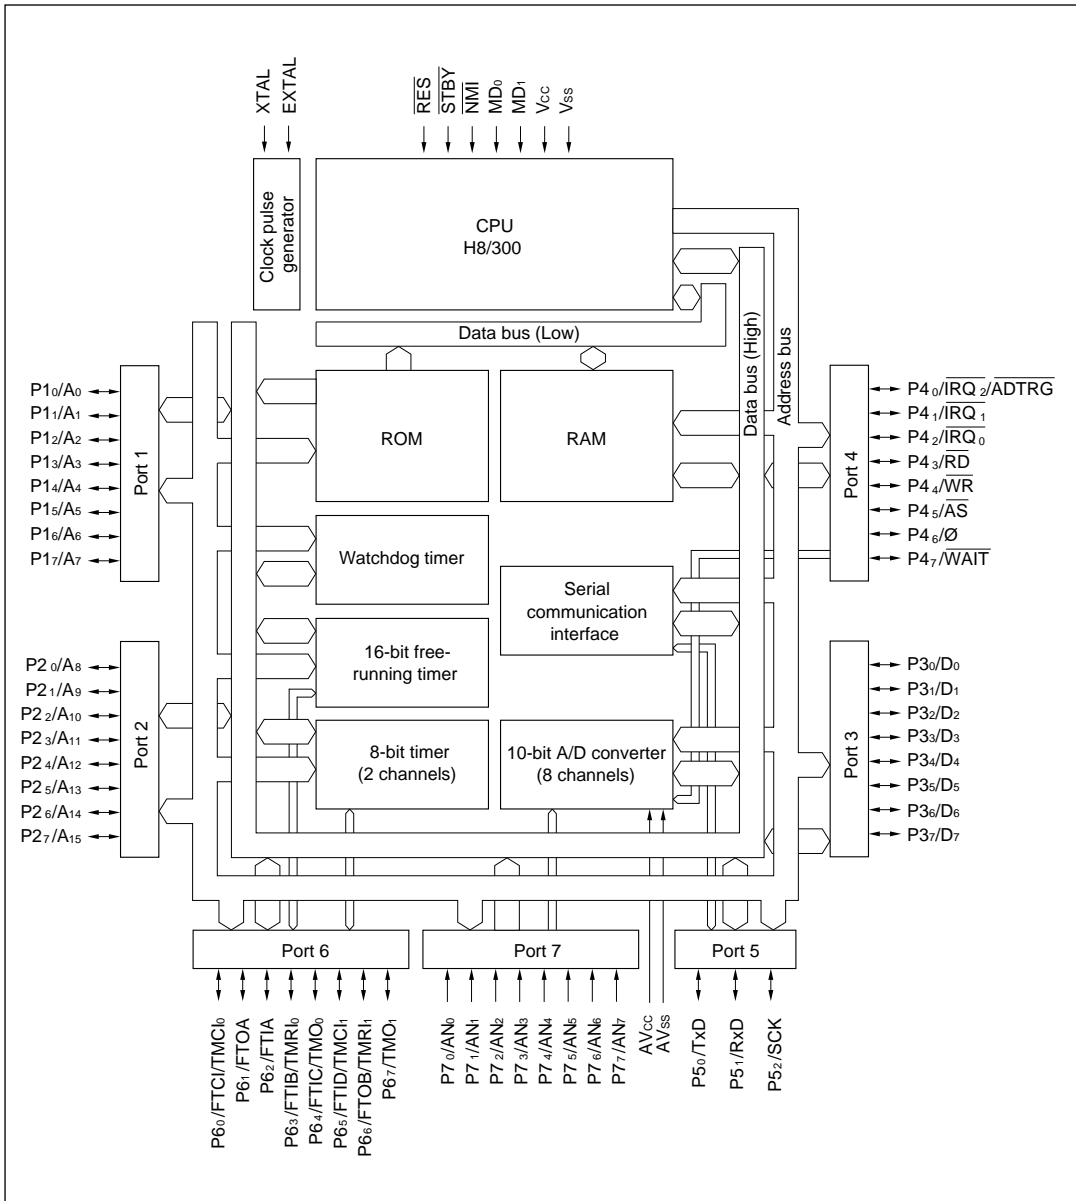 XTAL
EXTAL
RES
STBY
NMI
MD0
MD1
VCC
VSS
Clock pulse
generator
CPU
H8/300
Data bus (Low)
Data bus (High)
Address bus
P10/A0
P11/A1
P12/A2
P13/A3
P14/A4
P15/A5
P16/A6
P17/A7
Port 1
ROM
RAM
Port 4
P40/IRQ2/ADTRG
P41/IRQ1
P42/IRQ0
P43/RD
P44/WR
P45/AS
P46/Ø
P47/WAIT
Watchdog timer
Serial
communication
interface
16-bit free-
running timer
8-bit timer
(2 channels)
10-bit A/D converter
(8 channels)
P20/A8
P21/A9
P22/A10
P23/A11
P24/A12
P25/A13
P26/A14
P27/A15
Port 2
Port 3
P30/D0
P31/D1
P32/D2
P33/D3
P34/D4
P35/D5
P36/D6
P37/D7
Port 6
Port 7
Port 5
P60/FTCI/TMCI0
P61/FTOA
P62/FTIA
P63/FTIB/TMRI0
P64/FTIC/TMO0
P65/FTID/TMCI1
P66/FTOB/TMRI1
P67/TMO1
P70/AN0
P71/AN1
P72/AN2
P73/AN3
P74/AN4
P75/AN5
P76/AN6
P77/AN7
AVCC
AVSS
P50/TxD
P51/RxD
P52/SCK